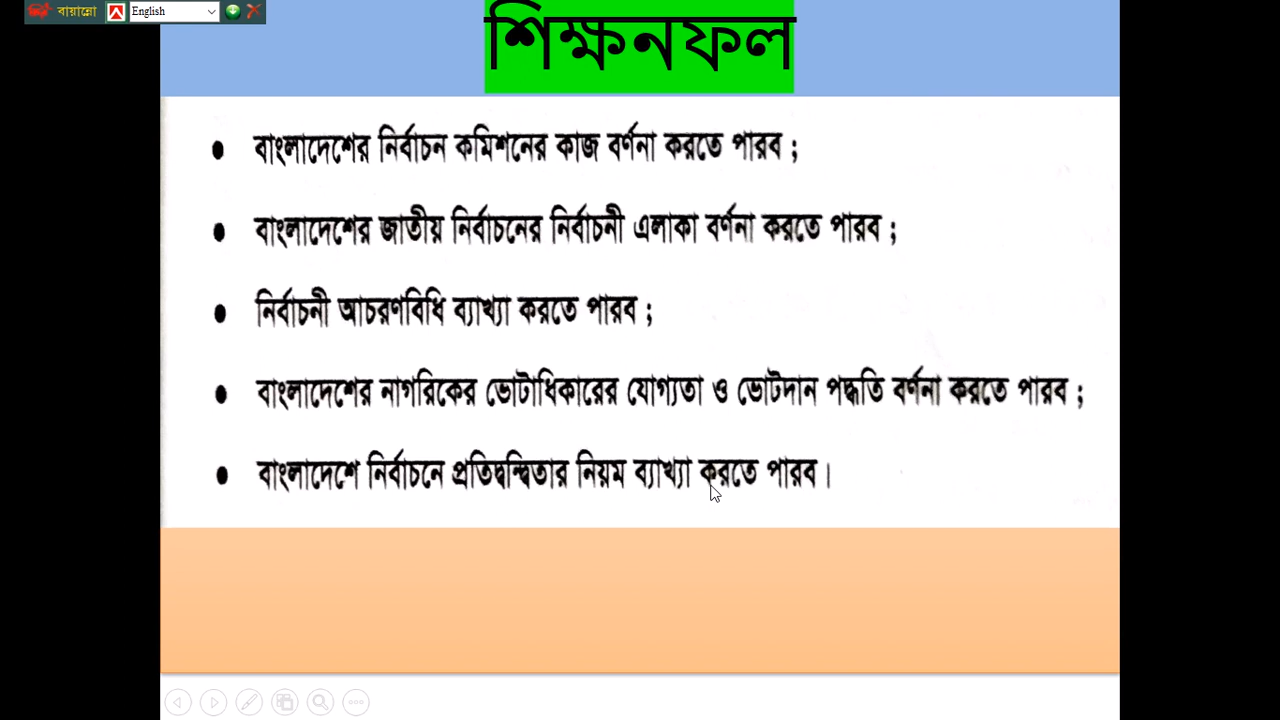 বায়ান্নো
English
শিক্ষনফল
• বাংলাদেশের নির্বাচন কমিশনের কাজ বর্ণনা করতে পারব ;
• বাংলাদেশের জাতীয় নির্বাচনের নির্বাচনী এলাকা বর্ণনা করতে পারব ;
• নির্বাচনী আচরণবিধি ব্যাখ্যা করতে পারব ;
• বাংলাদেশের নাগরিকের ভোটাধিকারের যোগ্যতা ও ভোটদান পদ্ধতি বর্ণনা করতে পারব ;
• বাংলাদেশে নির্বাচনে প্রতিদ্বন্দ্বিতার নিয়ম ব্যাখ্যা করতে পারব ।